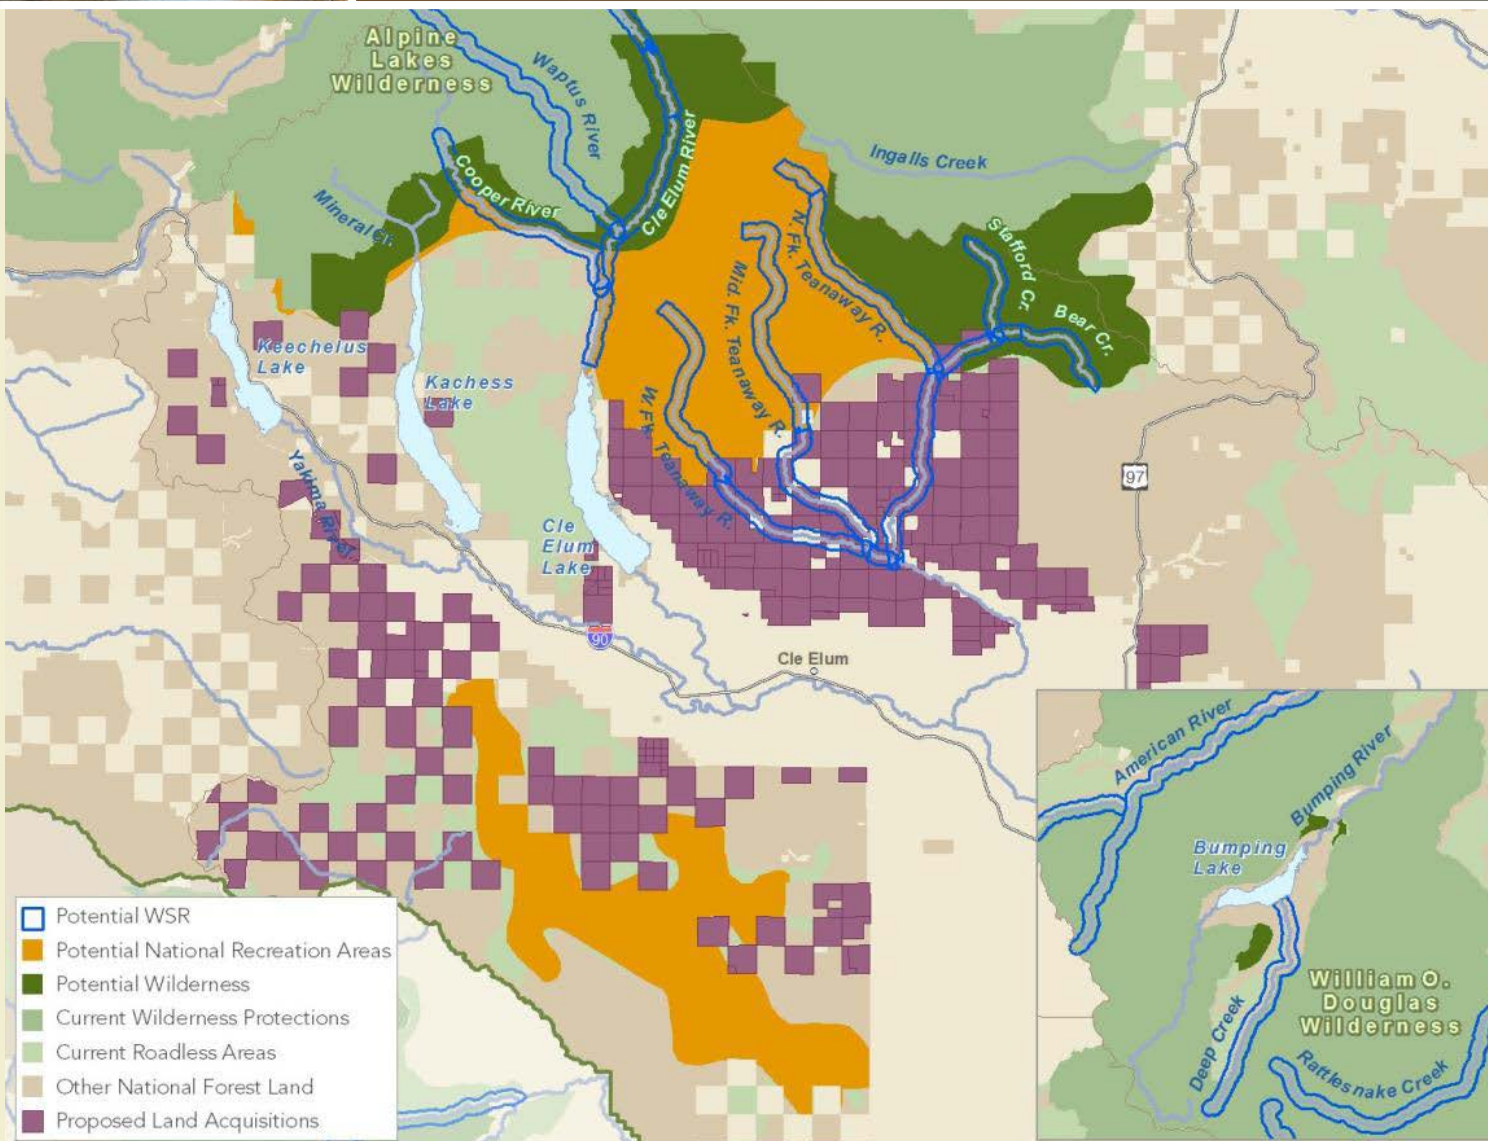 Alpine
Lakes
Wilderness
Waptus River
Cle Elum River
Cooper River
Mineral Cr.
Ingalls Creek
N. Fk. Teanaway R.
Mid. Fk. Teanaway R.
W. Fk. Teanaway R.
Stafford Cr.
Bear Cr.
Keechelus
Lake
Kachess
Lake
Yakima River
Cle
Elum
Lake
97
90
Cle Elum
American River
Bumping River
Bumping
Lake
Deep Creek
William O.
Douglas
Wilderness
Rattlesnake Creek
Potential WSR
Potential National Recreation Areas
Potential Wilderness
Current Wilderness Protections
Current Roadless Areas
Other National Forest Land
Proposed Land Acquisitions